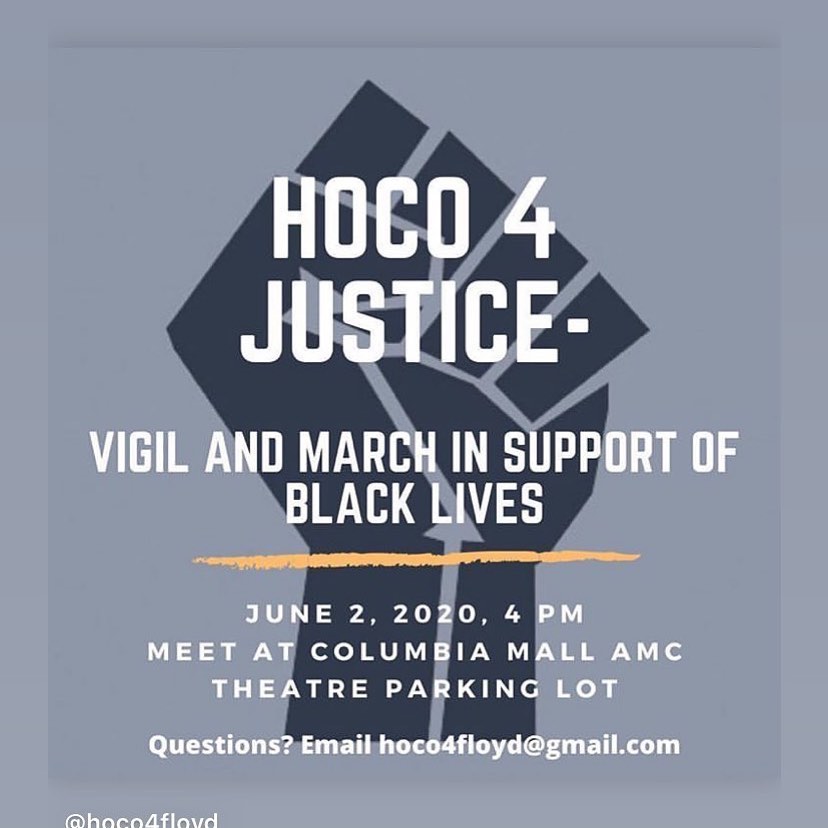 HOCO 4
JUSTICE-
VIGIL AND MARCH IN SUPPORT OF
BLACK LIVES
JUNE 2, 2020, 4 PM
MEET AT COLUMBIA MALL AMC
THEATRE PARKING LOT
Questions? Email hoco4floyd@gmail.com
@hoco4floyd